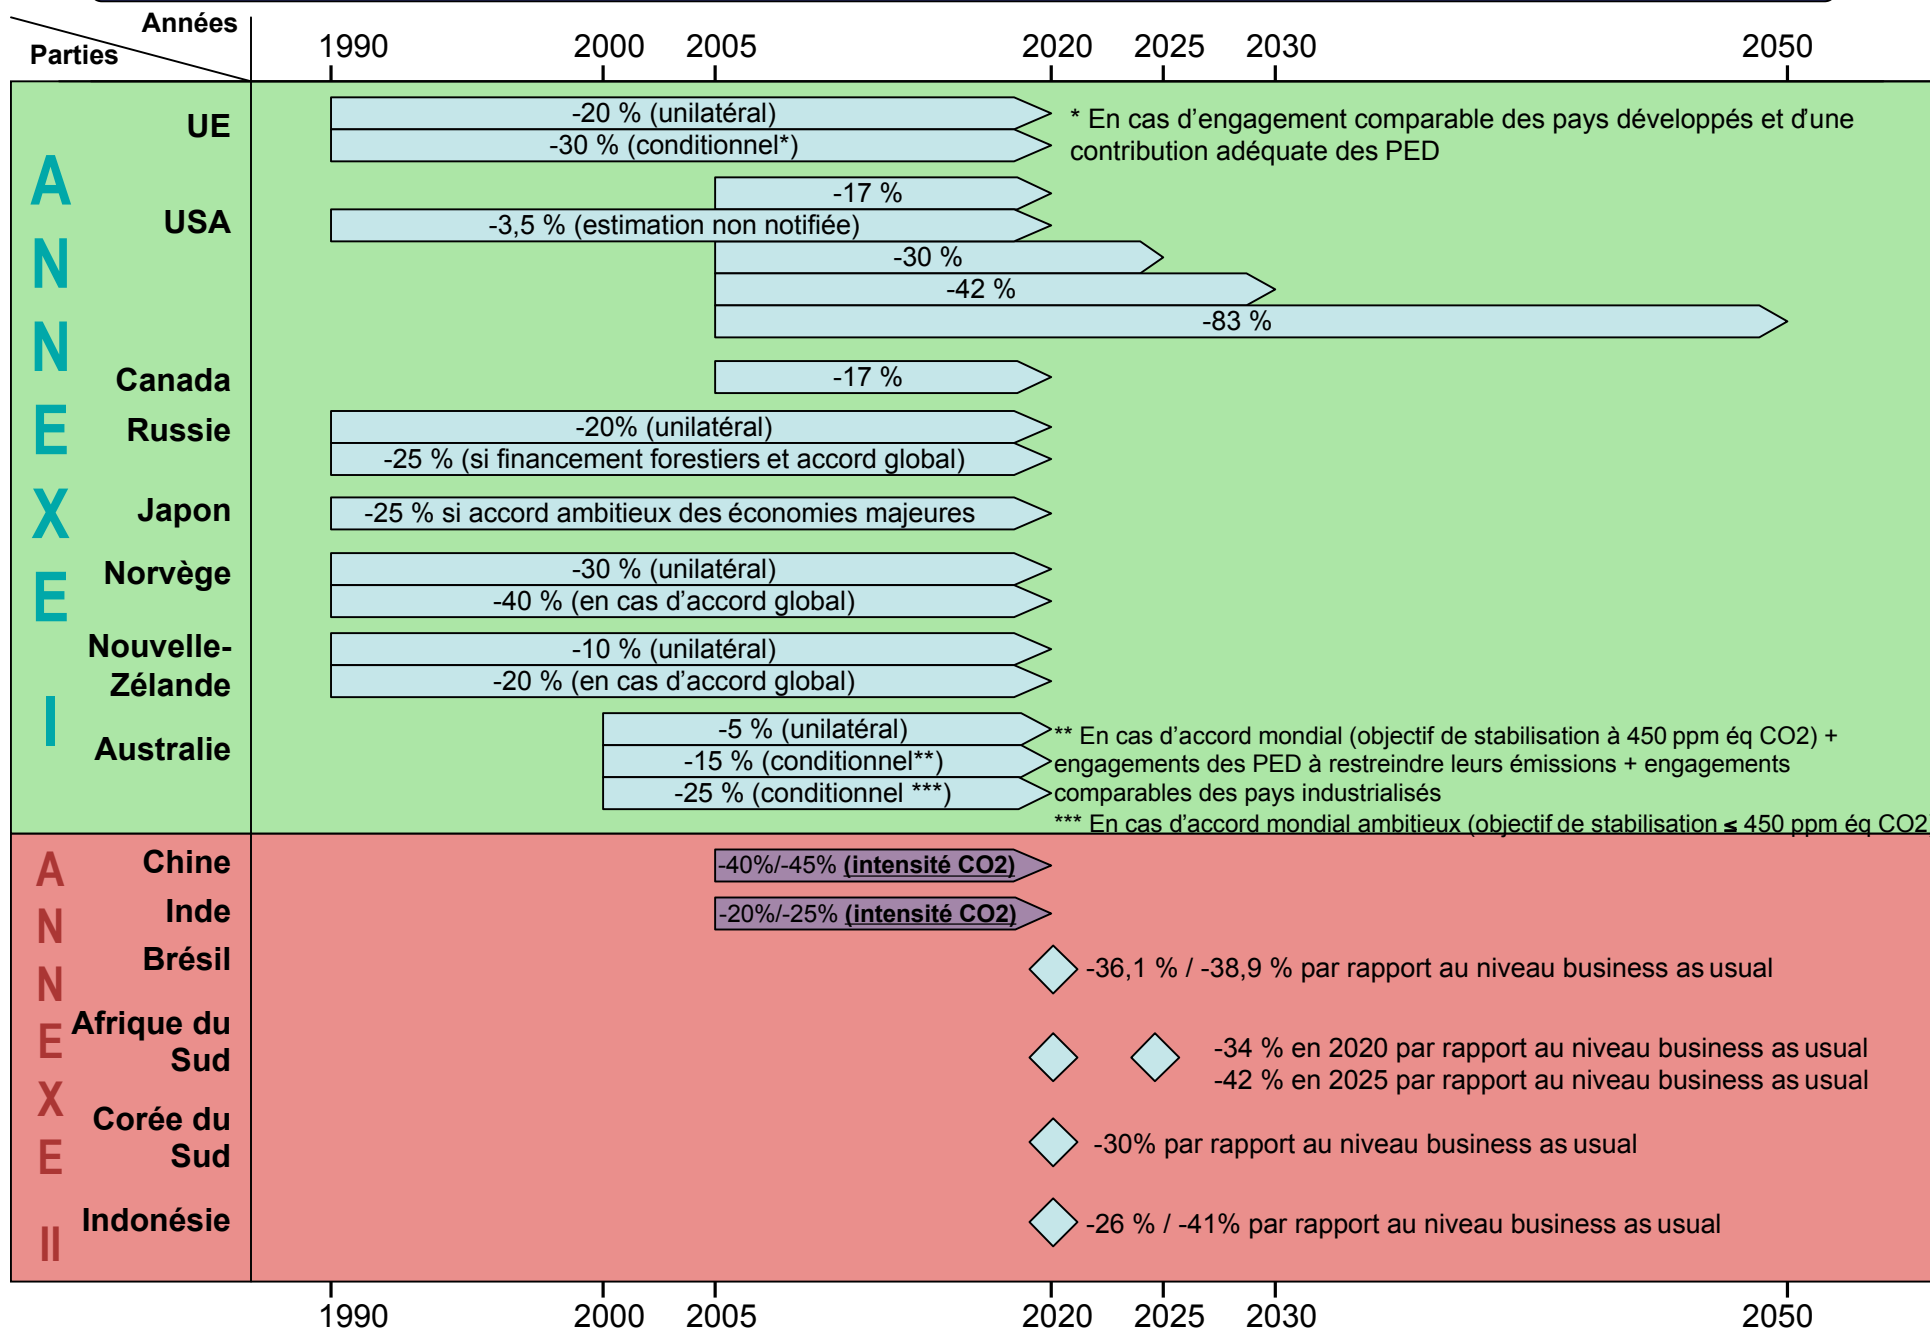 Années
Parties
1990 2000 2005 2020 2025 2030 2050
ANNEXE I
UE
-20 % (unilatéral)
-30 % (conditionnel*)
* En cas d'engagement comparable des pays développés et d'une
contribution adéquate des PED
USA
-17 %
-3,5 % (estimation non notifiée)
-30 %
-42 %
-83 %
Canada
-17 %
Russie
-20% (unilatéral)
-25 % (si financement forestiers et accord global)
Japon
-25 % si accord ambitieux des économies majeures
Norvège
-30 % (unilatéral)
-40 % (en cas d'accord global)
Nouvelle-
Zélande
-10 % (unilatéral)
-20 % (en cas d'accord global)
Australie
-5 % (unilatéral)
-15 % (conditionnel**)
-25 % (conditionnel ***)
** En cas d'accord mondial (objectif de stabilisation à 450 ppm éq CO2) +
engagements des PED à restreindre leurs émissions + engagements
comparables des pays industrialisés
*** En cas d'accord mondial ambitieux (objectif de stabilisation ≤ 450 ppm éq CO2
ANNEXE II
Chine
-40%/-45% (intensité CO2)
Inde
-20%/-25% (intensité CO2)
Brésil
-36,1 % / -38,9 % par rapport au niveau business as usual
Afrique du
Sud
-34 % en 2020 par rapport au niveau business as usual
-42 % en 2025 par rapport au niveau business as usual
Corée du
Sud
-30% par rapport au niveau business as usual
Indonésie
-26 % / -41% par rapport au niveau business as usual
1990 2000 2005 2020 2025 2030 2050